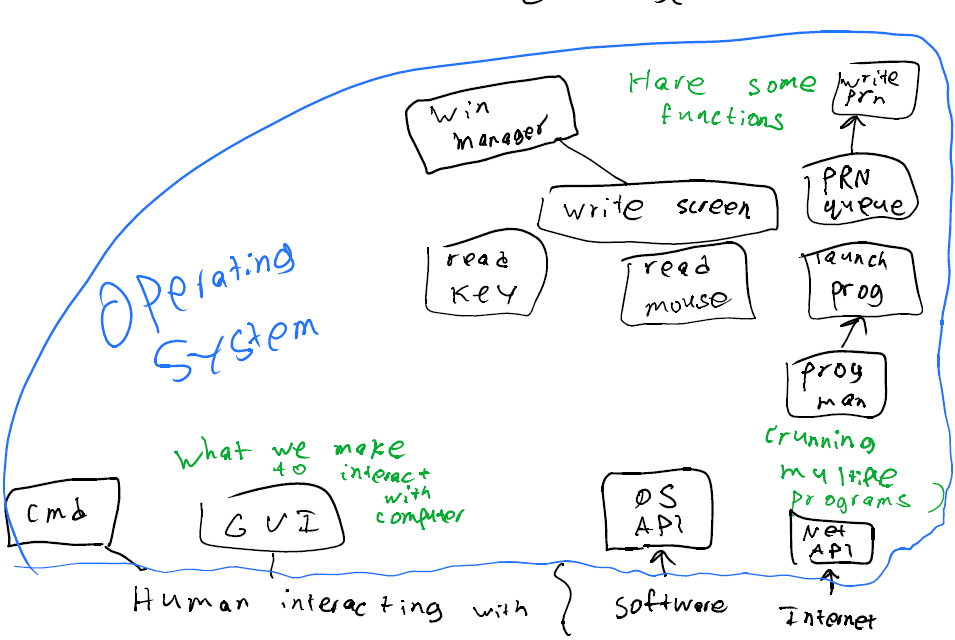 Have some
functions
write
prn
Win
manager
PRN
queue
write screen
read
key
read
mouse
launch
prog
Operating
System
prog
man
(running
multiple
programs)
What we make
to interact
with
computer
cmd
GUI
OS
API
Net
API
Human interacting with { software
Internet